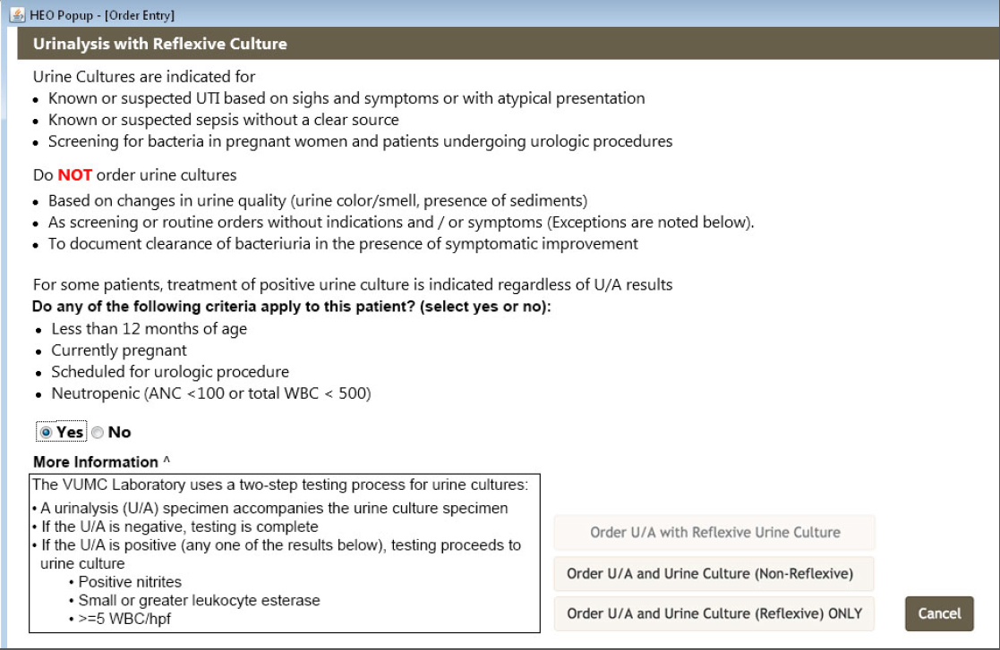 HEO Popup - [Order Entry]
Urinalysis with Reflexive Culture
Urine Cultures are indicated for
• Known or suspected UTI based on sighs and symptoms or with atypical presentation
• Known or suspected sepsis without a clear source
• Screening for bacteria in pregnant women and patients undergoing urologic procedures
Do NOT order urine cultures
• Based on changes in urine quality (urine color/smell, presence of sediments)
• As screening or routine orders without indications and / or symptoms (Exceptions are noted below).
• To document clearance of bacteriuria in the presence of symptomatic improvement
For some patients, treatment of positive urine culture is indicated regardless of U/A results
Do any of the following criteria apply to this patient? (select yes or no):
• Less than 12 months of age
• Currently pregnant
• Scheduled for urologic procedure
• Neutropenic (ANC <100 or total WBC < 500)
Yes No
More Information ^
The VUMC Laboratory uses a two-step testing process for urine cultures:
• A urinalysis (U/A) specimen accompanies the urine culture specimen
• If the U/A is negative, testing is complete
• If the U/A is positive (any one of the results below), testing proceeds to
urine culture
• Positive nitrites
• Small or greater leukocyte esterase
• >=5 WBC/hpf
Order U/A with Reflexive Urine Culture
Order U/A and Urine Culture (Non-Reflexive)
Order U/A and Urine Culture (Reflexive) ONLY
Cancel